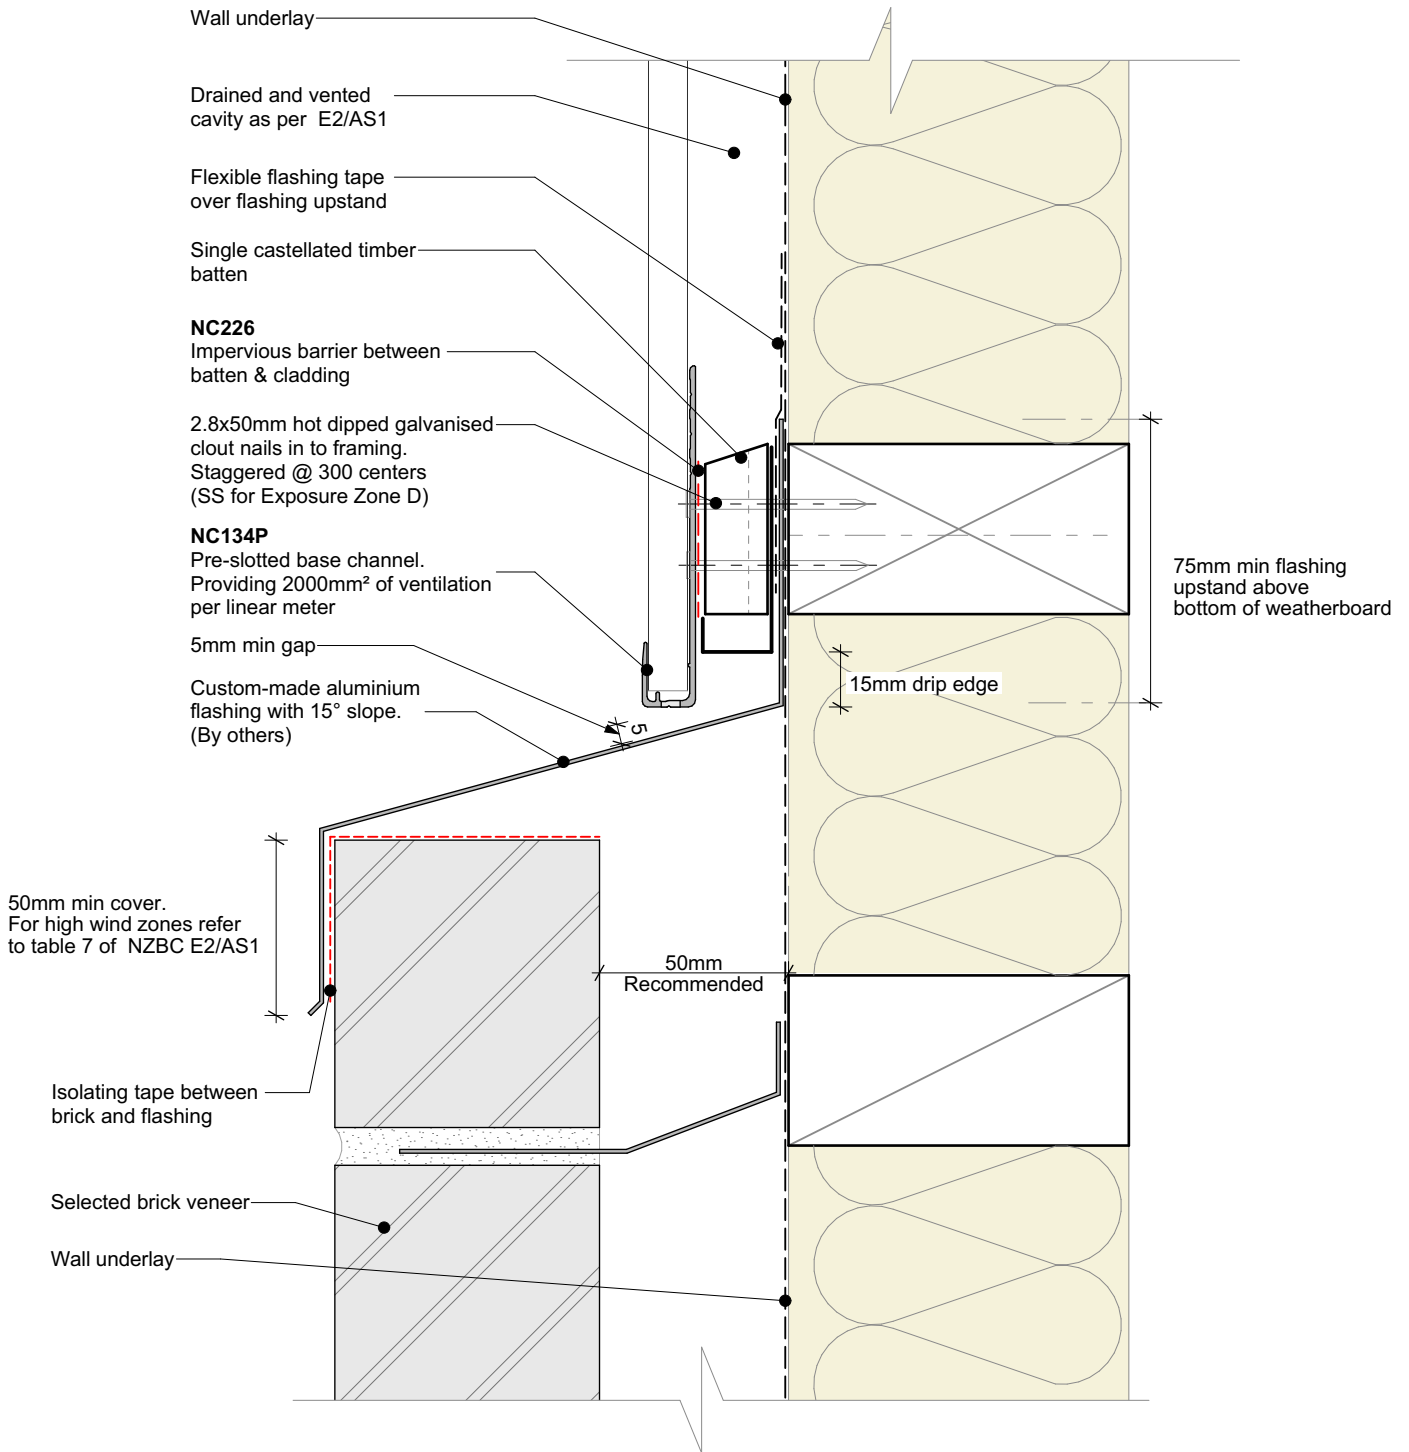 Wall underlay
Drained and vented
cavity as per E2/AS1
Flexible flashing tape
over flashing upstand
Single castellated timber
batten
NC226
Impervious barrier between
batten & cladding
2.8x50mm hot dipped galvanised
clout nails in to framing.
Staggered @ 300 centers
(SS for Exposure Zone D)
NC134P
Pre-slotted base channel.
Providing 2000mm² of ventilation
per linear meter
5mm min gap
Custom-made aluminium
flashing with 15° slope.
(By others)
5
75mm min flashing
upstand above
bottom of weatherboard
15mm drip edge
50mm min cover.
For high wind zones refer
to table 7 of NZBC E2/AS1
50mm
Recommended
Isolating tape between
brick and flashing
Selected brick veneer
Wall underlay